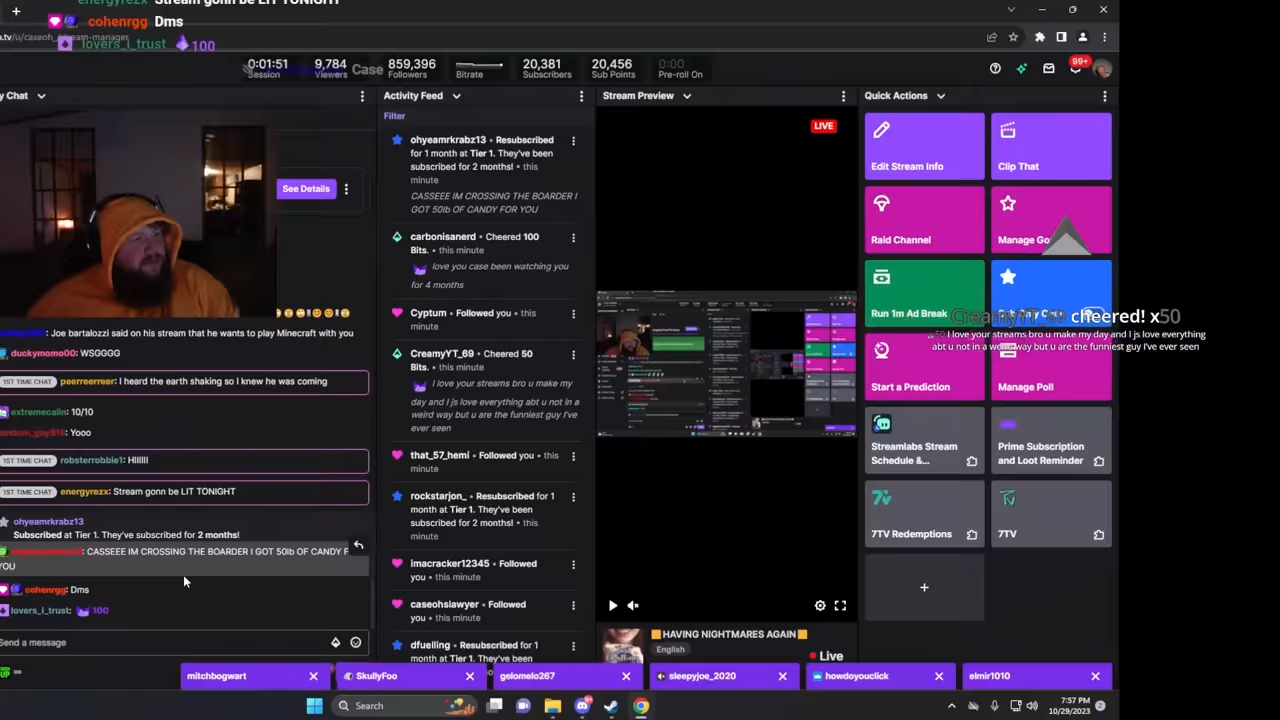 energyrezx Stream gonn be LIT TONIGHT
cohenrgg Dms
lovers_i_trust 100
Case
0:01:51
Session
9,784
Viewers
859,396
Followers
Bitrate
20,381
Subscribers
20,456
Sub Points
0:00
Pre-roll On
99+
y Chat
Activity Feed
Stream Preview
Quick Actions
See Details
Joe bartalozzi said on his stream that he wants to play Minecraft with you
duckymomo00: WSGGGG
1ST TIME CHAT peerreerreer: I heard the earth shaking so I knew he was coming
extremecalin: 10/10
Yooo
1ST TIME CHAT robsterrobbie1: HIIIIII
1ST TIME CHAT energyrezx: Stream gonn be LIT TONIGHT
ohyeamrkrabz13
Subscribed at Tier 1. They've subscribed for 2 months!
CASSEEE IM CROSSING THE BOARDER I GOT 50lb OF CANDY F
YOU
cohenrgg: Dms
lovers_i_trust: 100
Send a message
Filter
ohyeamrkrabz13 • Resubscribed
for 1 month at Tier 1. They've been
subscribed for 2 months! • this
minute
CASSEEE IM CROSSING THE BOARDER I
GOT 50lb OF CANDY FOR YOU
carbonisanerd • Cheered 100
Bits. • this minute
love you case been watching you
for 4 months
Cyptum • Followed you • this
minute
CreamyYT_69 • Cheered 50
Bits. • this minute
I love your streams bro u make my
day and I js love everything abt u not in a
weird way but u are the funniest guy I've
ever seen
that_57_hemi • Followed you • this
minute
rockstarjon_ • Resubscribed for 1
month at Tier 1. They've been
subscribed for 2 months! • this
minute
imacracker12345 • Followed
you • this minute
caseohslawyer • Followed
you • this minute
dfuelling • Resubscribed for 1
month at Tier 1. They've been
LIVE
HAVING NIGHTMARES AGAIN
English
Live
Edit Stream Info
Clip That
Raid Channel
Manage Go
Run 1m Ad Break
CreamyYT_69 cheered! x50
I love your streams bro u make my day and I js love everything
abt u not in a weird way but u are the funniest guy I've ever seen
Start a Prediction
Manage Poll
Streamlabs Stream
Schedule &...
Prime Subscription
and Loot Reminder
7TV Redemptions
7TV
+
mitchbogwart
SkullyFoo
gelomelo267
sleepyjoe_2020
howdoyouclick
elmir1010
Search
7:57 PM
10/29/2023